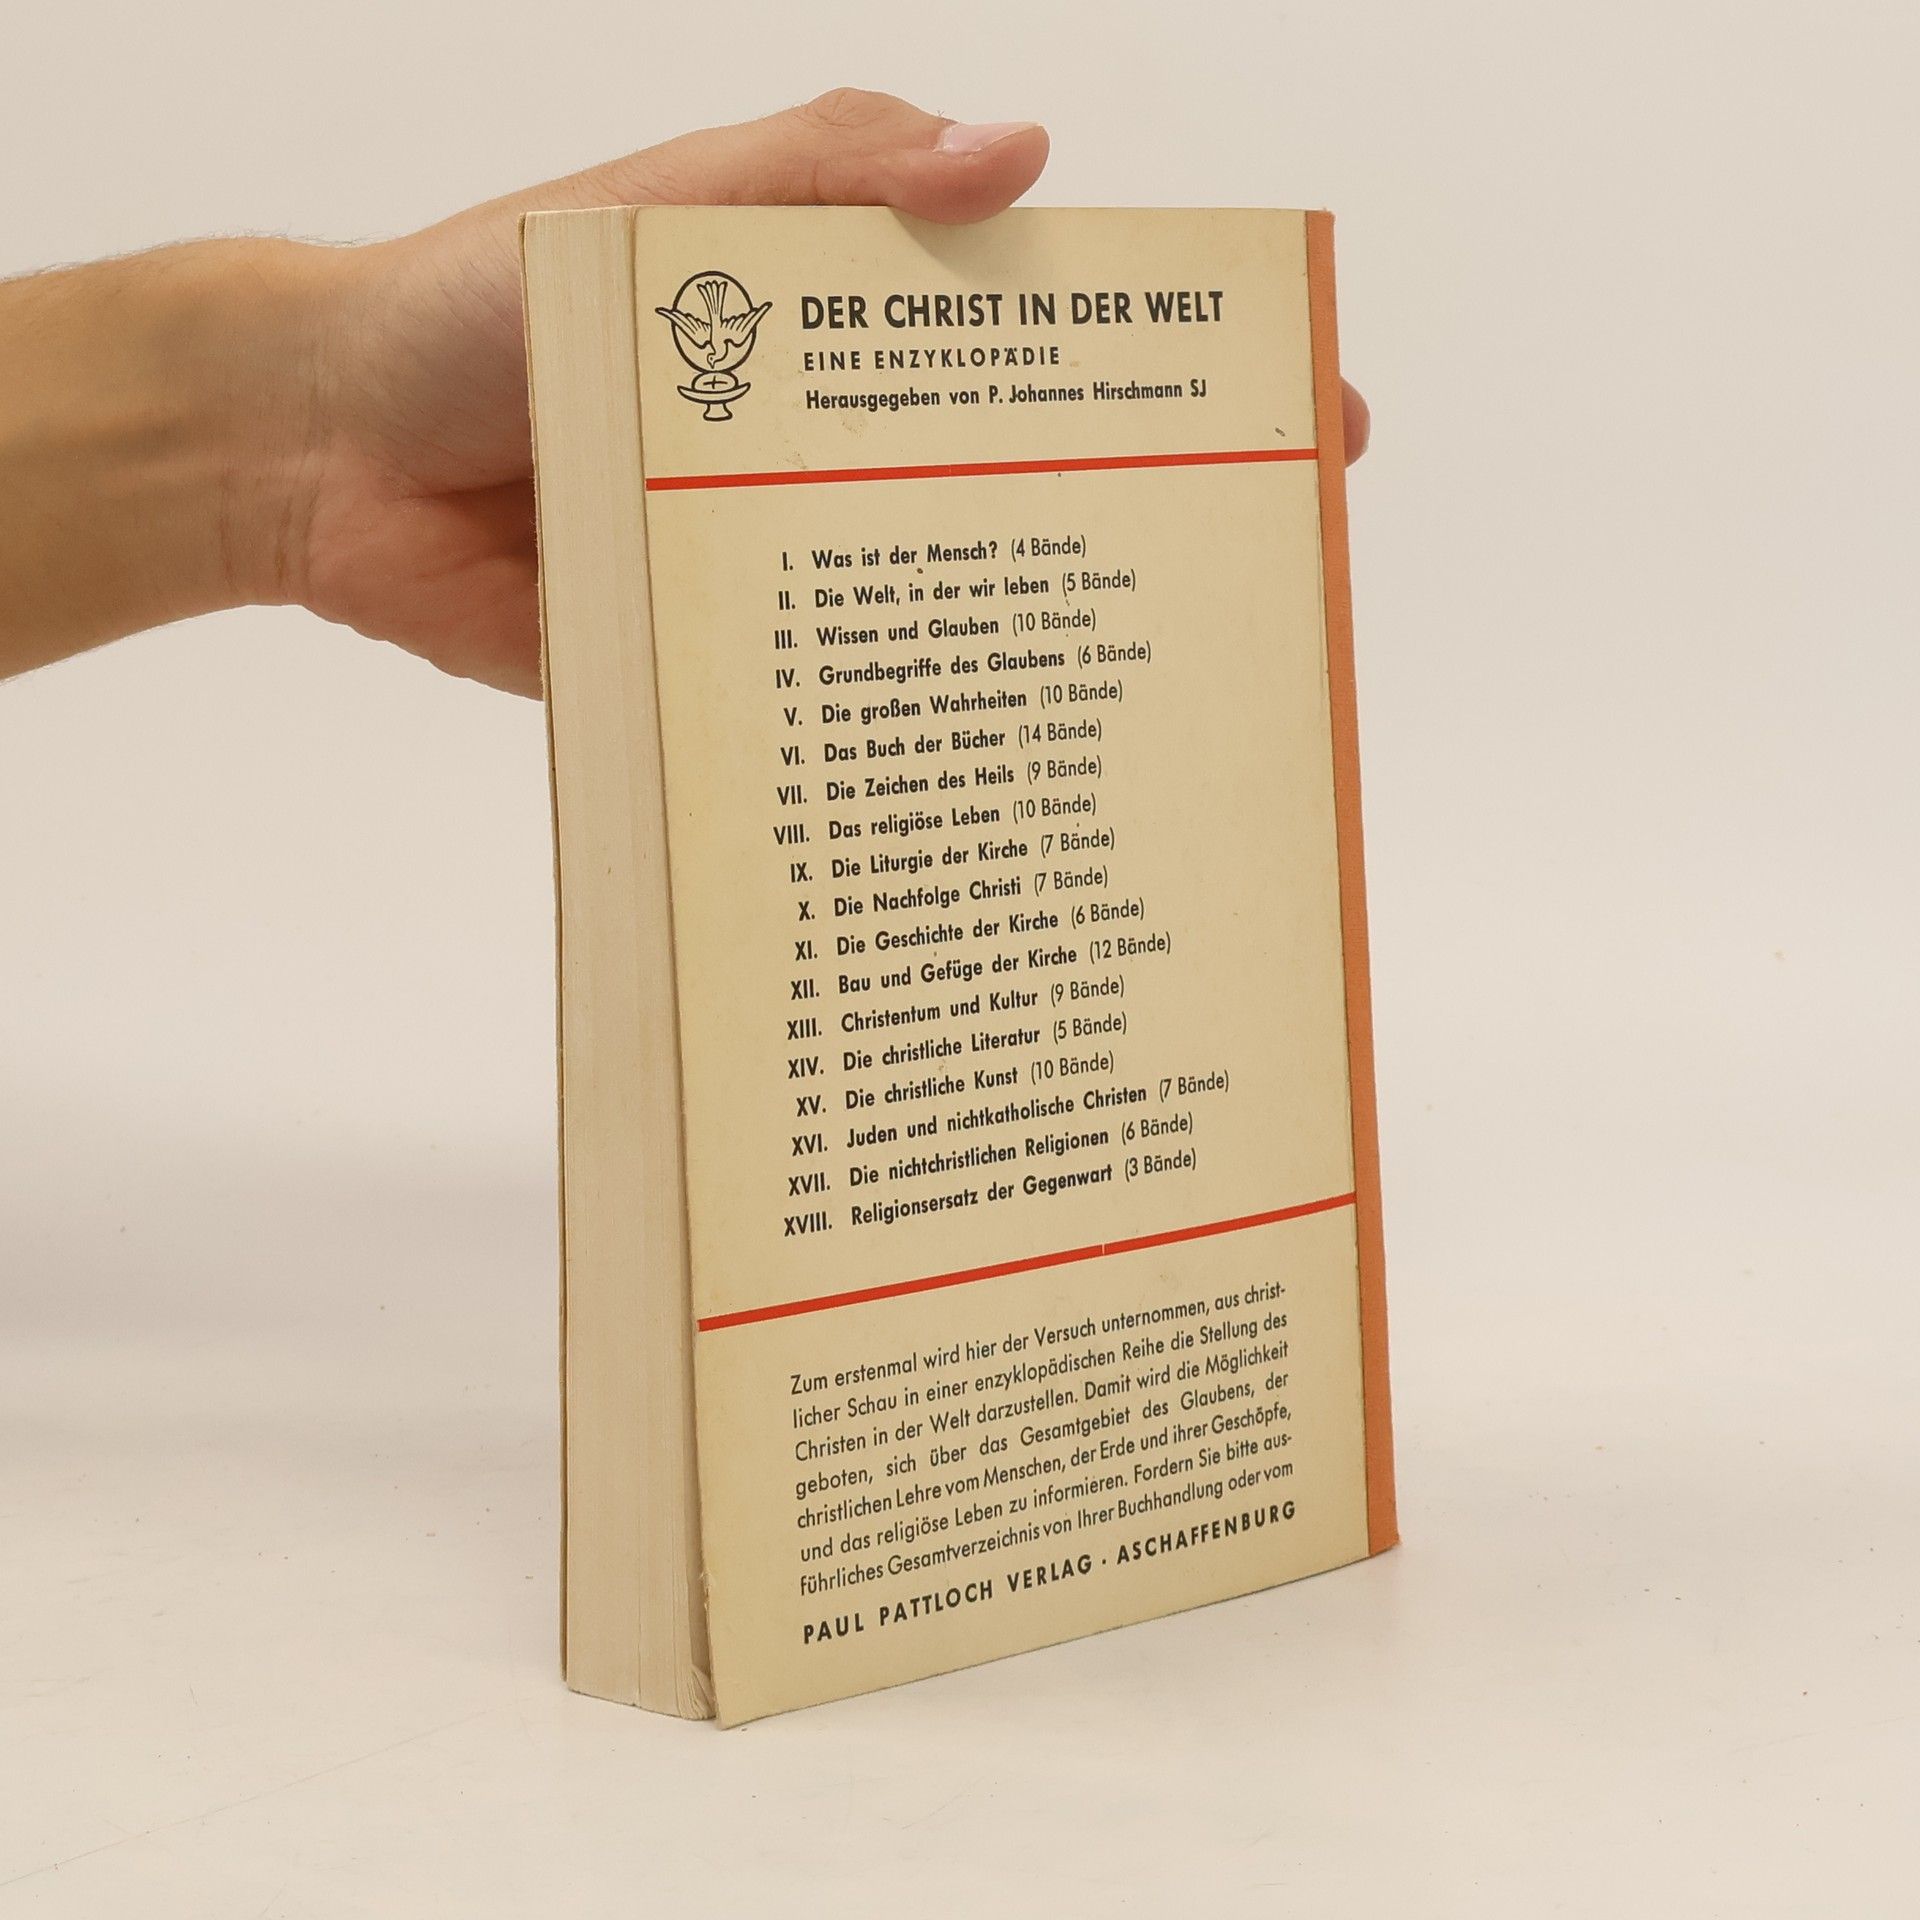 DER CHRIST IN DER WELT
EINE ENZYKLOPÄDIE
Herausgegeben von P. Johannes Hirschmann SJ
I. Was ist der Mensch? (4 Bände)
II. Die Welt, in der wir leben (5 Bände)
III. Wissen und Glauben (10 Bände)
IV. Grundbegriffe des Glaubens (6 Bände)
V. Die großen Wahrheiten (10 Bände)
VI. Das Buch der Bücher (14 Bände)
VII. Die Zeichen des Heils (9 Bände)
VIII. Das religiöse Leben (10 Bände)
IX. Die Liturgie der Kirche (7 Bände)
X. Die Nachfolge Christi (7 Bände)
XI. Die Geschichte der Kirche (6 Bände)
XII. Bau und Gefüge der Kirche (12 Bände)
XIII. Christentum und Kultur (9 Bände)
XIV. Die christliche Literatur (5 Bände)
XV. Die christliche Kunst (10 Bände)
XVI. Juden und nichtkatholische Christen (7 Bände)
XVII. Die nichtchristlichen Religionen (6 Bände)
XVIII. Religionsersatz der Gegenwart (3 Bände)
Zum erstenmal wird hier der Versuch unternommen, aus christ-
licher Schau in einer enzyklopädischen Reihe die Stellung des
Christen in der Welt darzustellen. Damit wird die Möglichkeit
geboten, sich über das Gesamtgebiet des Glaubens, der
christlichen Lehre vom Menschen, der Erde und ihrer Geschöpfe,
und das religiöse Leben zu informieren. Fordern Sie bitte aus-
führliches Gesamtverzeichnis von Ihrer Buchhandlung oder vom
PAUL PATTLOCH VERLAG · ASCHAFFENBURG